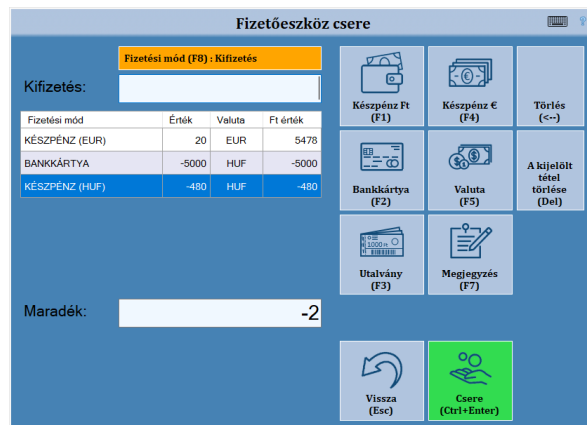 Fizetőeszköz csere
Fizetési mód (F8) : Kifizetés
Kifizetés:
Fizetési mód Érték Valuta Ft érték
KÉSZPÉNZ (EUR) 20 EUR 5478
BANKKÁRTYA -5000 HUF -5000
KÉSZPÉNZ (HUF) -480 HUF -480
Maradék: -2
Készpénz Ft
(F1)
Készpénz €
(F4)
Törlés
(<--)
Bankkártya
(F2)
Valuta
(F5)
A kijelölt
tétel
törlése
(Del)
1000 Ft
Utalvány
(F3)
Megjegyzés
(F7)
Vissza
(Esc)
Csere
(Ctrl+Enter)